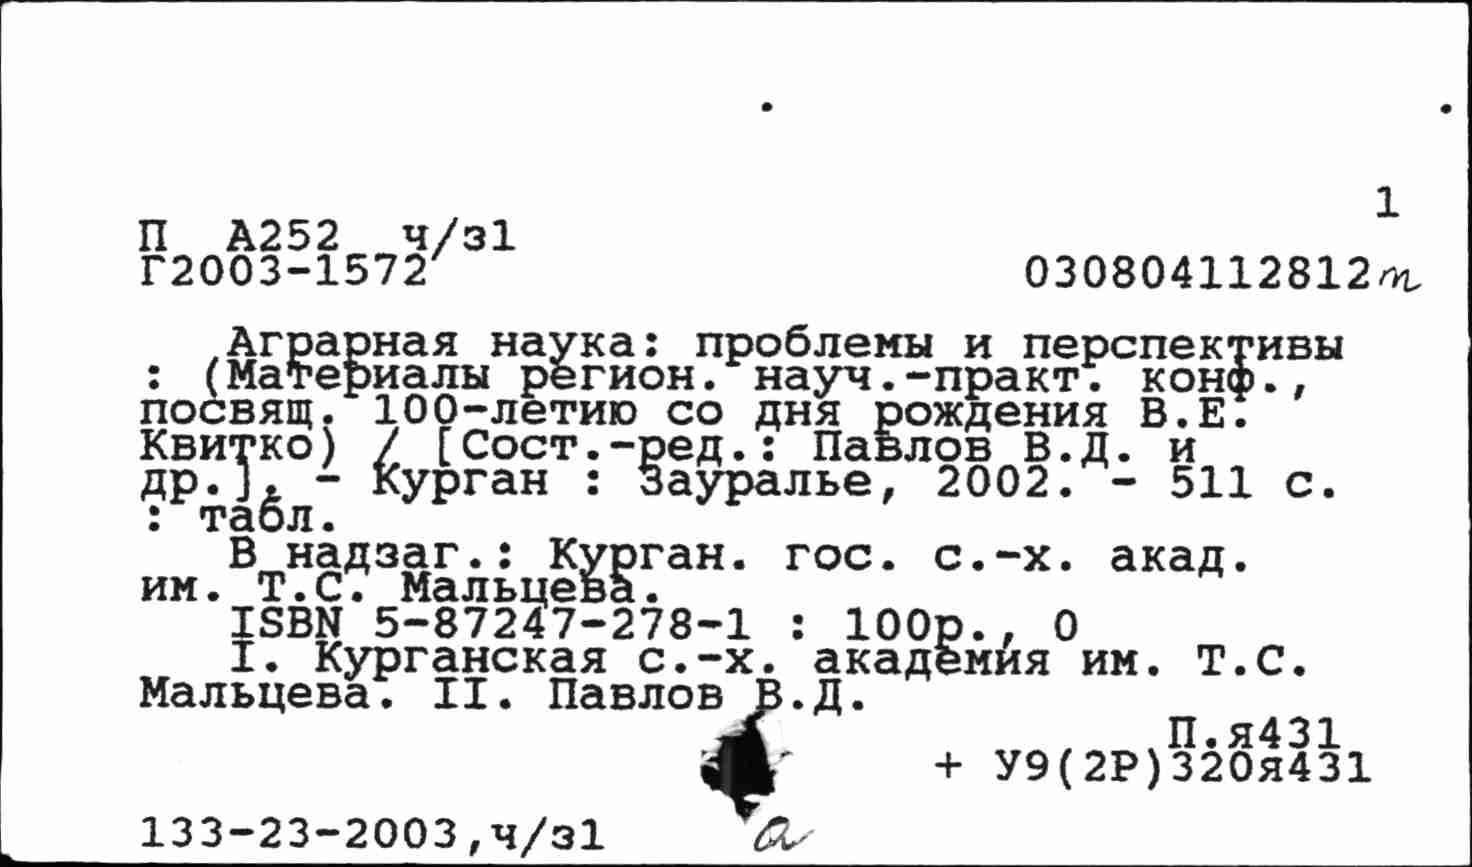 1
П А252 ч/з1
Г2003-1572 030804112812т
Аграрная наука: проблемы и перспективы
: (Материалы регион. науч.-практ. конф.,
посвящ. 100-летию со дня рождения В.Е.
Квитко) / [Сост.-ред.: Павлов В.Д. и
др.]. - Курган : Зауралье, 2002. - 511 с.
: табл.
В надзаг.: Курган. гос. с.-х. акад.
им. Т.С. Мальцева.
ISBN 5-87247-278-1 : 100р., 0
I. Курганская с.-х. академия им. Т.С.
Мальцева. II. Павлов В.Д.
П.я431
+ У9(2Р)320я431
133-23-2003,ч/з1 а